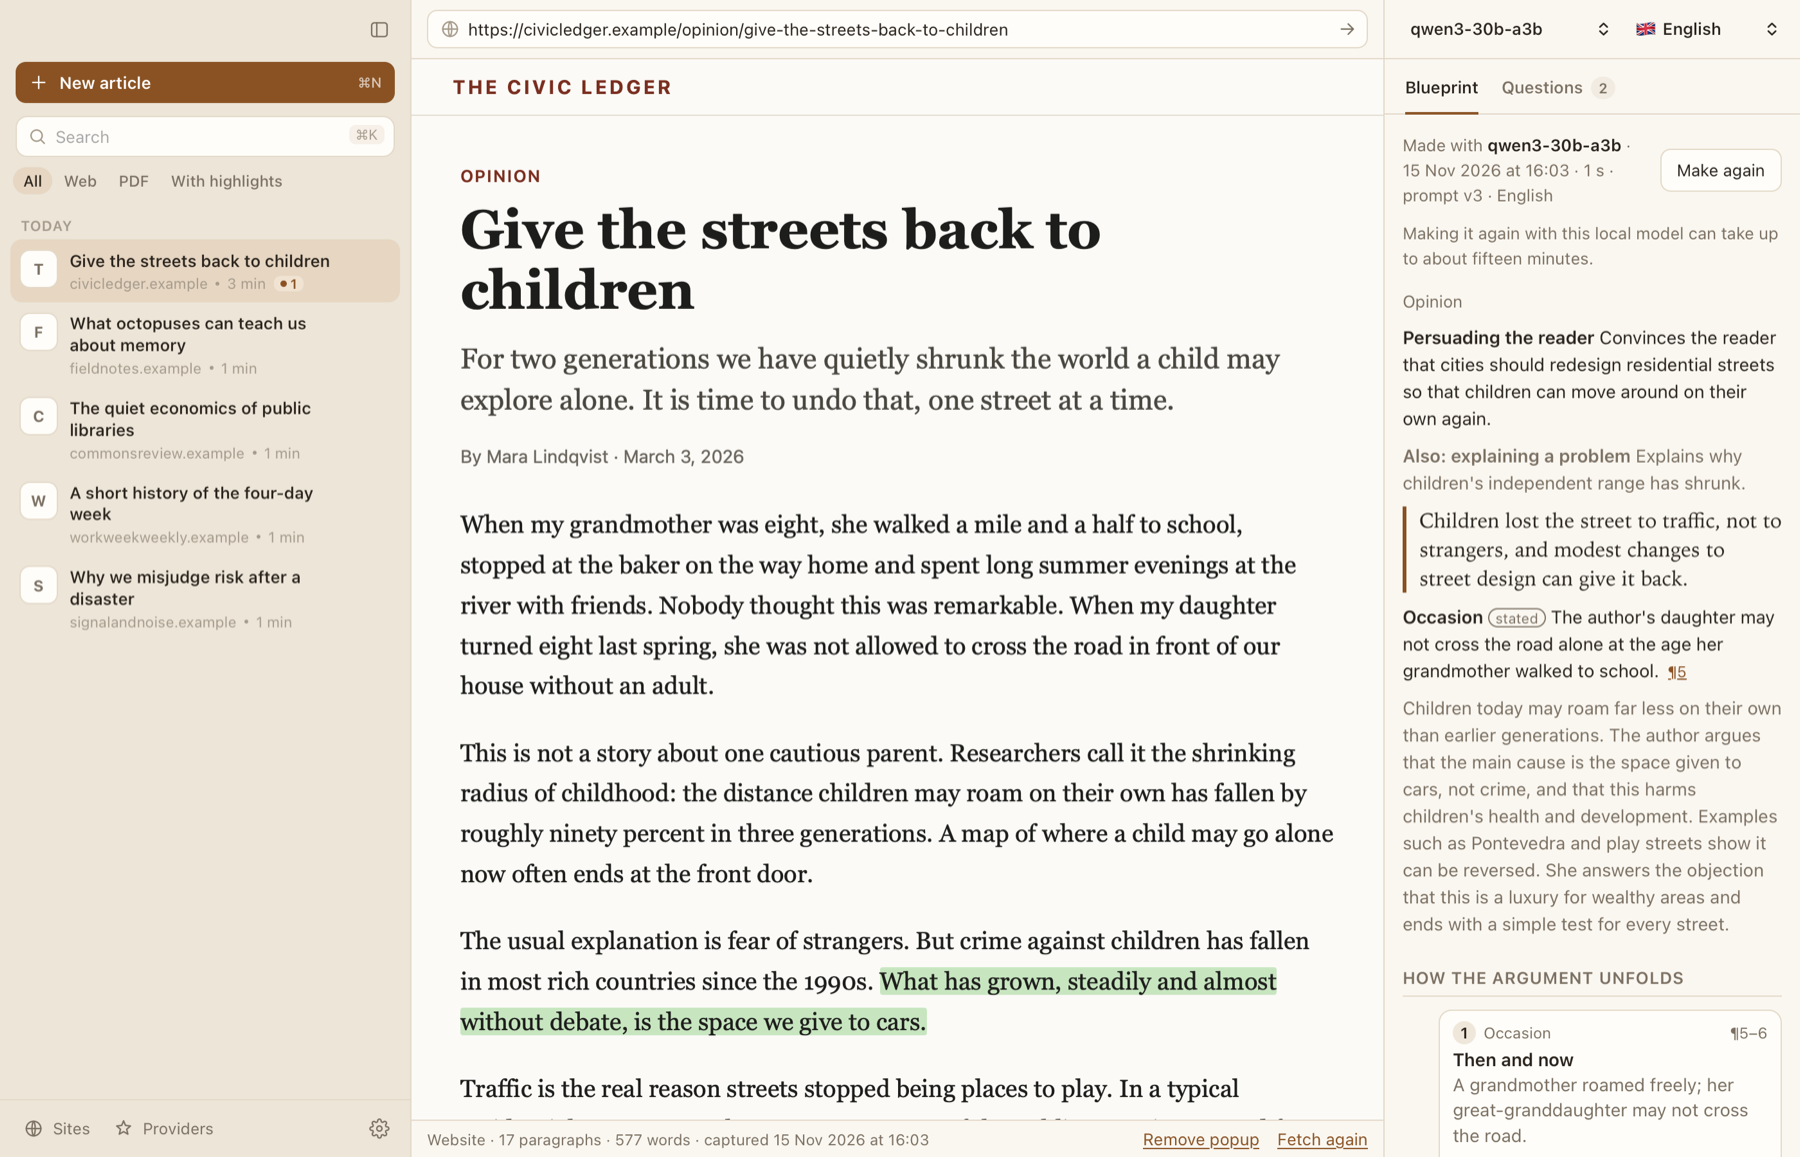 New article ⌘N
Search ⌘K
All Web PDF With highlights
TODAY
T
Give the streets back to children
civicledger.example • 3 min • 1
F
What octopuses can teach us
about memory
fieldnotes.example • 1 min
C
The quiet economics of public
libraries
commonsreview.example • 1 min
W
A short history of the four-day
week
workweekweekly.example • 1 min
S
Why we misjudge risk after a
disaster
signalandnoise.example • 1 min
Sites Providers
https://civicledger.example/opinion/give-the-streets-back-to-children
THE CIVIC LEDGER
OPINION
Give the streets back to
children
For two generations we have quietly shrunk the world a child may
explore alone. It is time to undo that, one street at a time.
By Mara Lindqvist · March 3, 2026
When my grandmother was eight, she walked a mile and a half to school,
stopped at the baker on the way home and spent long summer evenings at the
river with friends. Nobody thought this was remarkable. When my daughter
turned eight last spring, she was not allowed to cross the road in front of our
house without an adult.
This is not a story about one cautious parent. Researchers call it the shrinking
radius of childhood: the distance children may roam on their own has fallen by
roughly ninety percent in three generations. A map of where a child may go alone
now often ends at the front door.
The usual explanation is fear of strangers. But crime against children has fallen
in most rich countries since the 1990s. What has grown, steadily and almost
without debate, is the space we give to cars.
Traffic is the real reason streets stopped being places to play. In a typical
Website · 17 paragraphs · 577 words · captured 15 Nov 2026 at 16:03
Remove popup Fetch again
qwen3-30b-a3b English
Blueprint Questions 2
Made with qwen3-30b-a3b ·
15 Nov 2026 at 16:03 · 1 s ·
prompt v3 · English
Make again
Making it again with this local model can take up
to about fifteen minutes.
Opinion
Persuading the reader Convinces the reader
that cities should redesign residential streets
so that children can move around on their
own again.
Also: explaining a problem Explains why
children's independent range has shrunk.
Children lost the street to traffic, not to
strangers, and modest changes to
street design can give it back.
Occasion stated The author's daughter may
not cross the road alone at the age her
grandmother walked to school. ¶5
Children today may roam far less on their own
than earlier generations. The author argues
that the main cause is the space given to
cars, not crime, and that this harms
children's health and development. Examples
such as Pontevedra and play streets show it
can be reversed. She answers the objection
that this is a luxury for wealthy areas and
ends with a simple test for every street.
HOW THE ARGUMENT UNFOLDS
1 Occasion ¶5–6
Then and now
A grandmother roamed freely; her
great-granddaughter may not cross
the road.